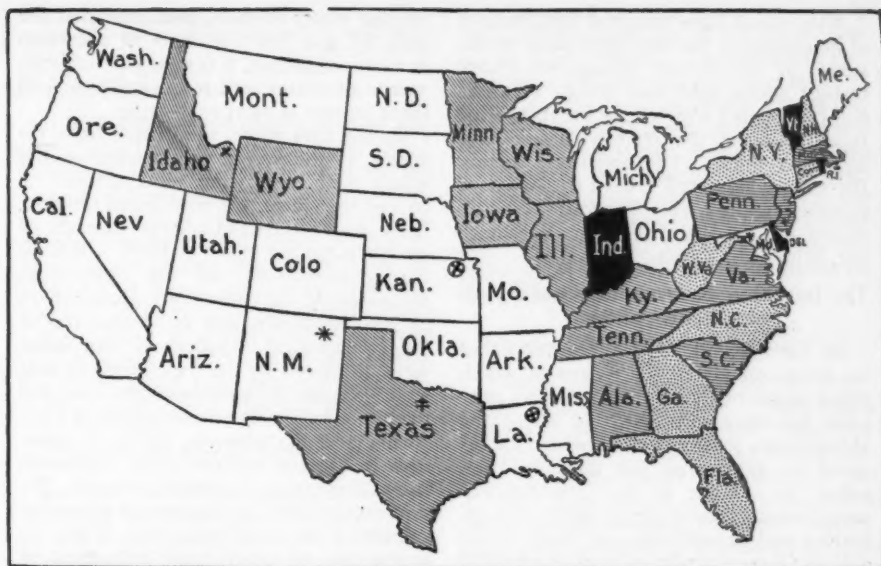 Wash.
Mont.
N.D.
Minn.
Me.
Ore.
Idaho
S.D.
Wis.
Mich
N.Y.
Vt
N.H.
Wyo.
Conn
R.I.
Cal.
Nev
Neb.
Iowa
Penn.
Utah.
Colo
Ill.
Ind.
Ohio
Md.
DEL
Kan.
Mo.
W.Va.
Va.
Ky.
Ariz.
N.M.
Okla.
Ark.
Tenn.
N.C.
S.C.
Texas
La.
Miss
Ala.
Ga.
Fla.